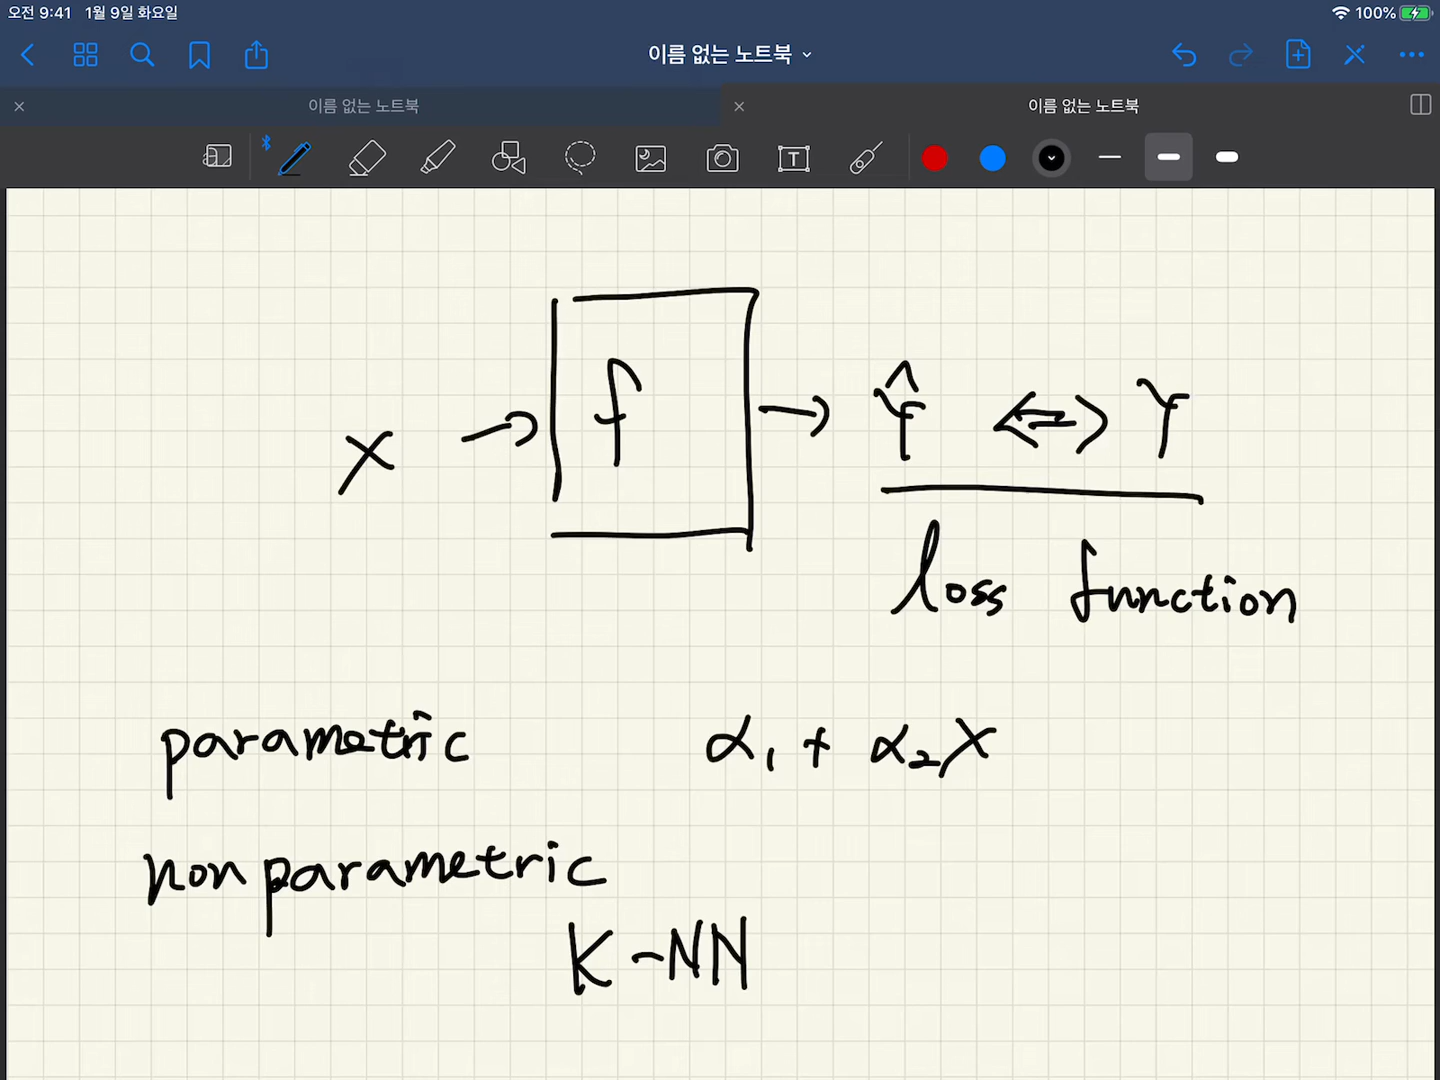 오전 9:41 1월 9일 화요일 100%
이름 없는 노트북
이름 없는 노트북 이름 없는 노트북
T
X → f → Ŷ ⇔ Y
loss function
parametric α₁ + α₂X
nonparametric
K-NN